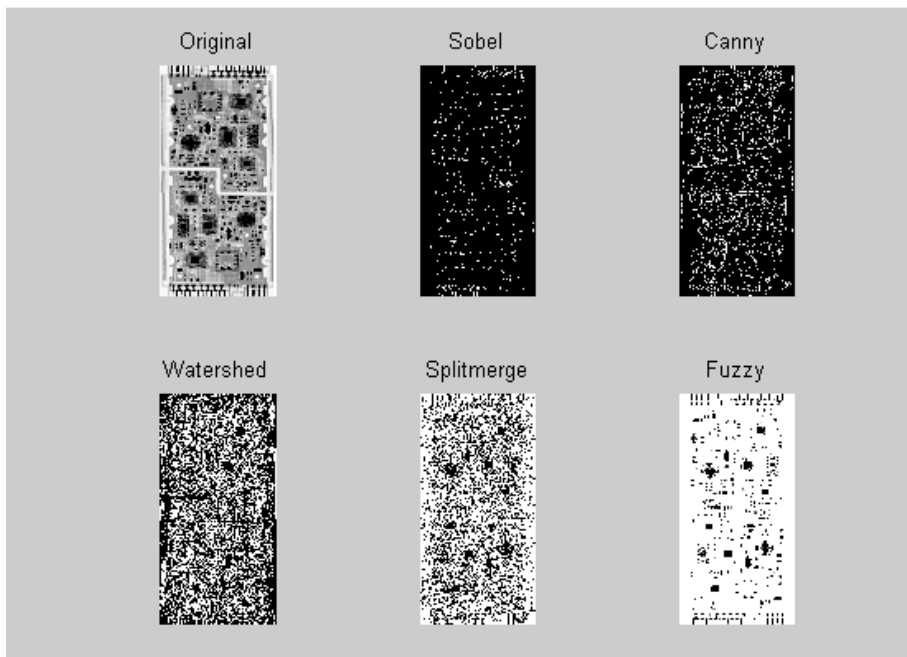 Original
Sobel
Canny
Watershed
Splitmerge
Fuzzy